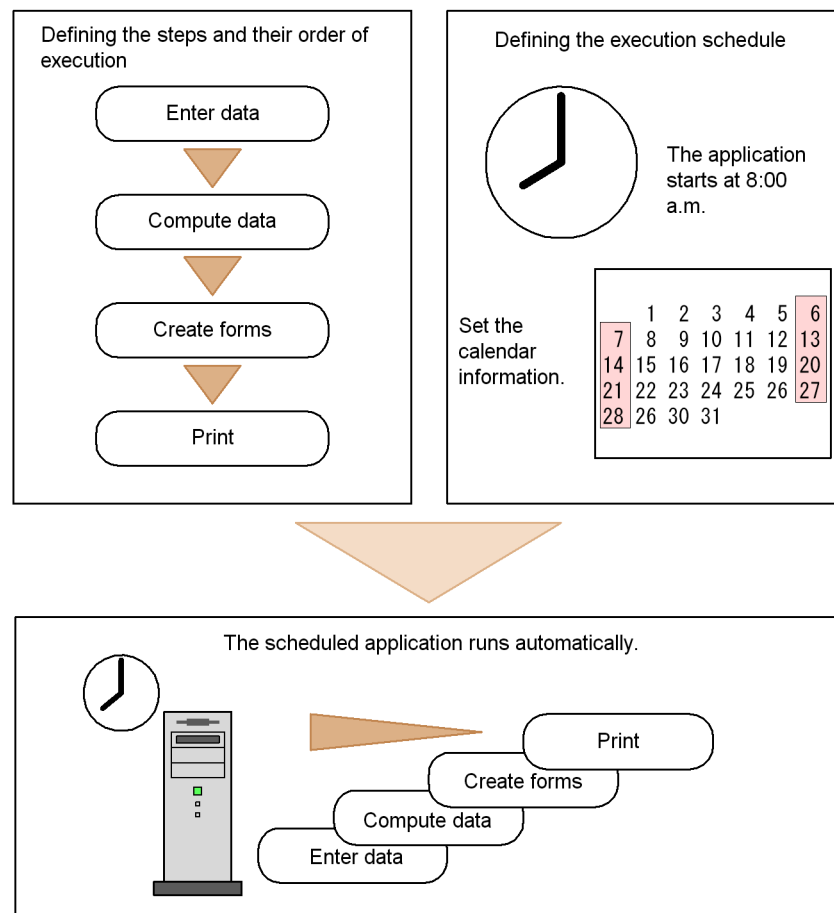 Defining the steps and their order of
execution
Enter data
Compute data
Create forms
Print
Defining the execution schedule
The application
starts at 8:00
a.m.
Set the
calendar
information.
1 2 3 4 5 6
7 8 9 10 11 12 13
14 15 16 17 18 19 20
21 22 23 24 25 26 27
28 26 30 31
The scheduled application runs automatically.
Print
Create forms
Compute data
Enter data